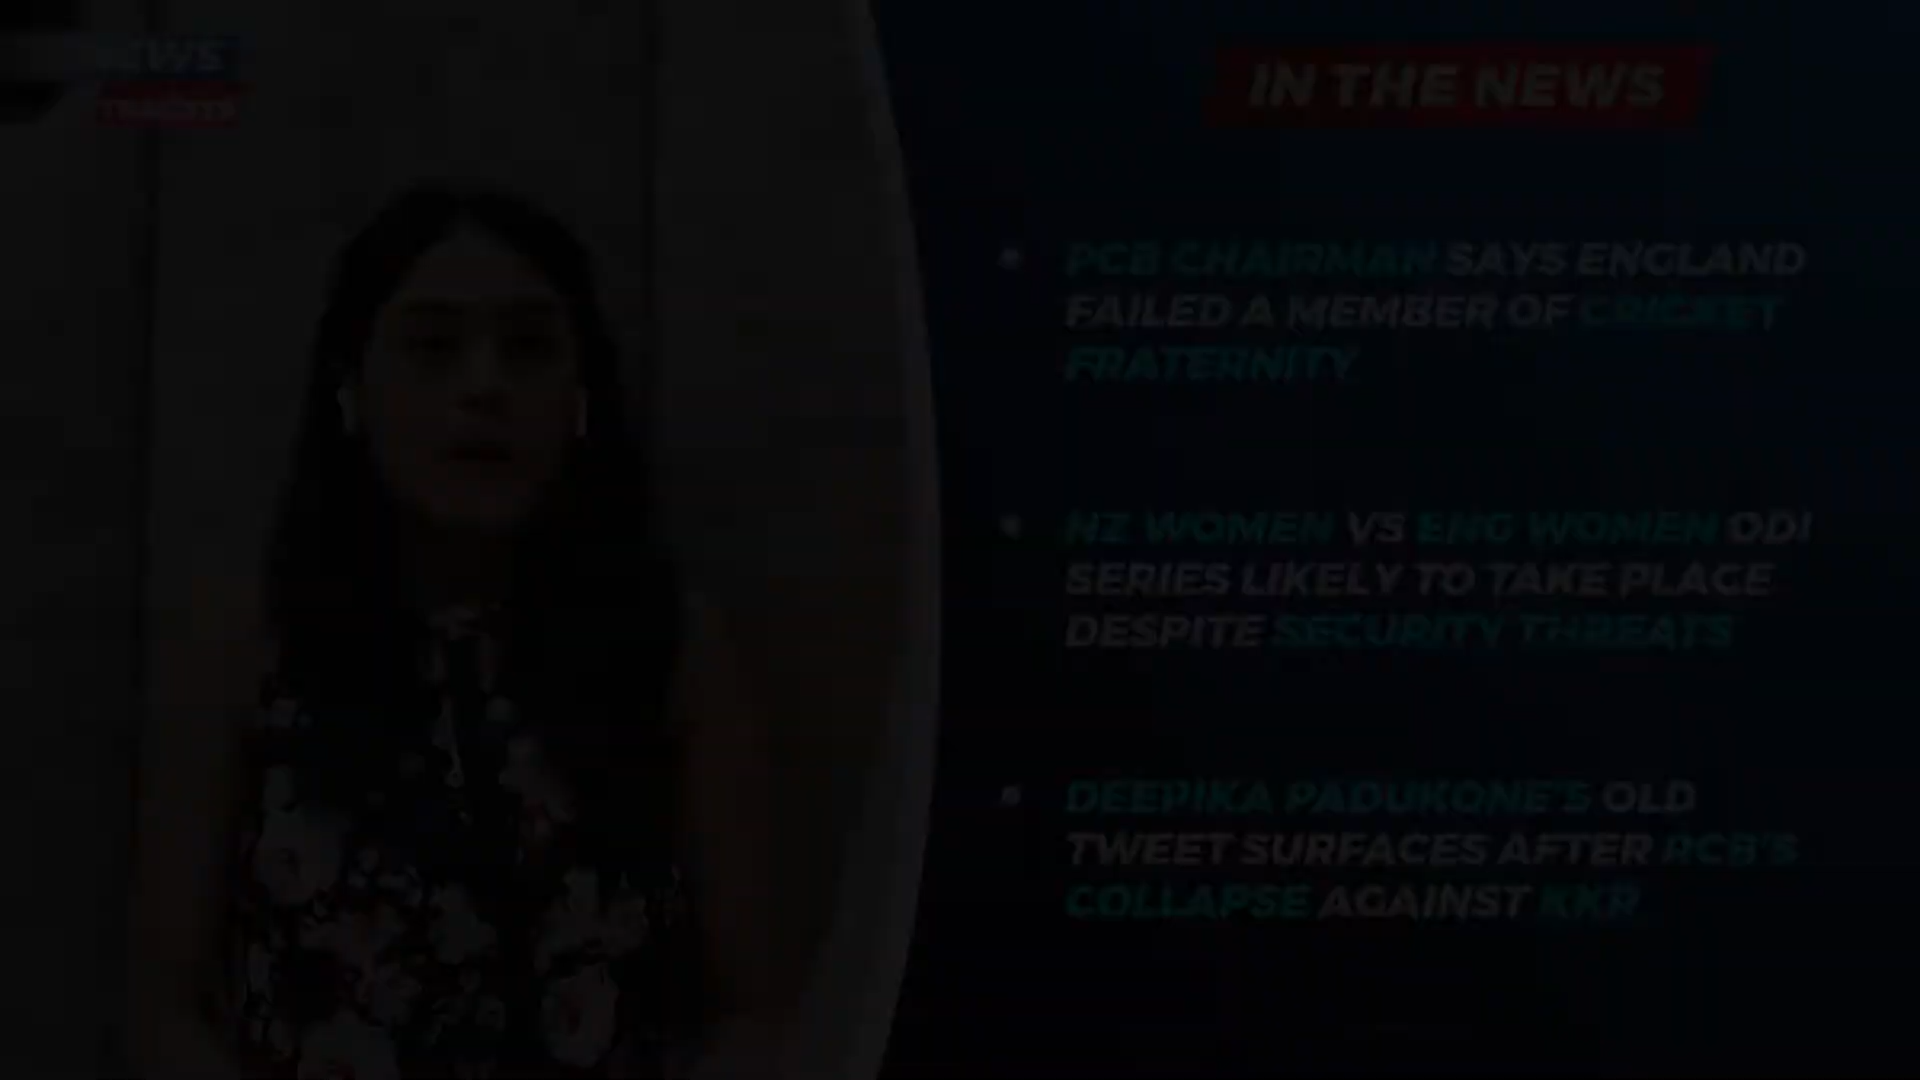 NEWS
IN THE NEWS
PCB CHAIRMAN SAYS ENGLAND
FAILED A MEMBER OF CRICKET
FRATERNITY
NZ WOMEN VS ENG WOMEN ODI
SERIES LIKELY TO TAKE PLACE
DESPITE SECURITY THREATS
DEEPIKA PADUKONE'S OLD
TWEET SURFACES AFTER RCB'S
COLLAPSE AGAINST KKR